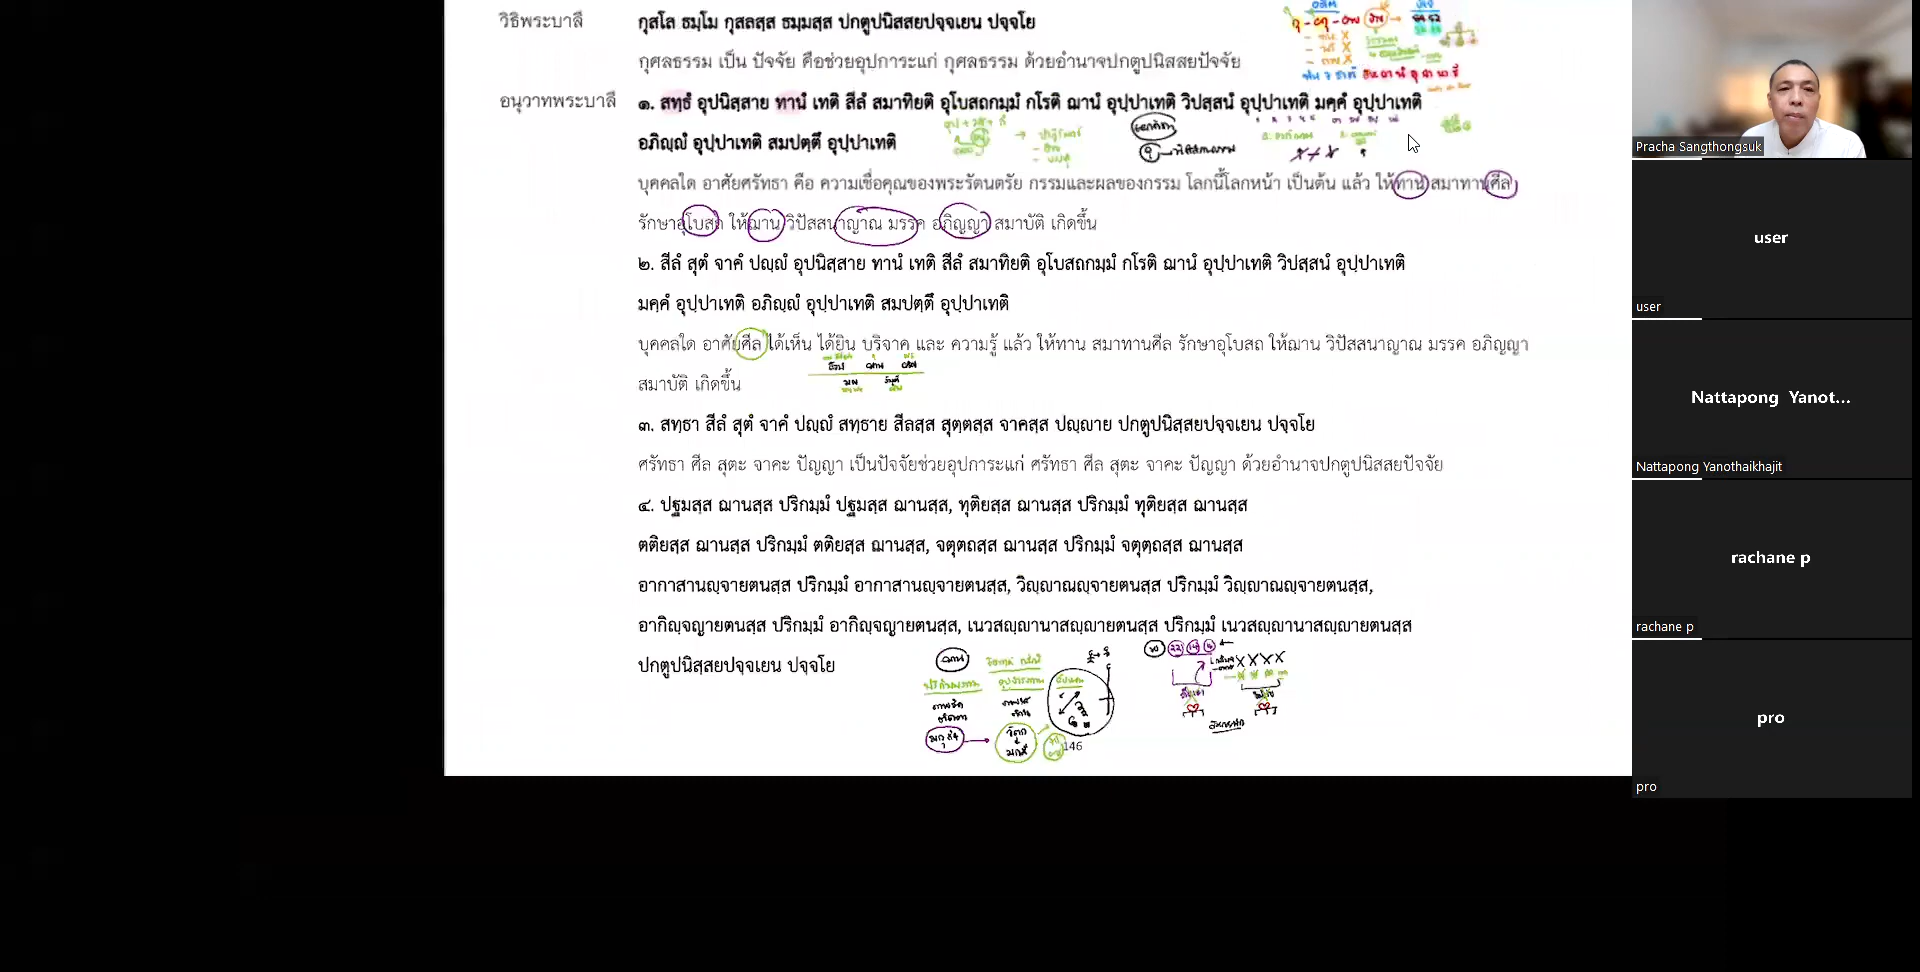 วิธิพระบาลี กุสโล ธมฺโม กุสลสฺส ธมฺมสฺส ปกตูปนิสฺสยปจฺจเยน ปจฺจโย
กุศลธรรม เป็น ปัจจัย คือช่วยอุปการะแก่ กุศลธรรม ด้วยอำนาจปกตูปนิสสยปัจจัย
อนุวาทพระบาลี ๑. สทฺธํ อุปนิสฺสาย ทานํ เทติ สีลํ สมาทิยติ อุโบสถกมฺมํ กโรติ ฌานํ อุปฺปาเทติ วิปสฺสนํ อุปฺปาเทติ มคฺคํ อุปฺปาเทติ
อภิญฺญํ อุปฺปาเทติ สมปตฺตึ อุปฺปาเทติ
บุคคลใด อาศัยศรัทธา คือ ความเชื่อคุณของพระรัตนตรัย กรรมและผลของกรรม โลกนี้โลกหน้า เป็นต้น แล้ว ให้ทาน สมาทานศีล
รักษาอุโบสถ ให้ฌาน วิปัสสนาญาณ มรรค อภิญญา สมาบัติ เกิดขึ้น
๒. สีลํ สุตํ จาคํ ปญฺญํ อุปนิสฺสาย ทานํ เทติ สีลํ สมาทิยติ อุโบสถกมฺมํ กโรติ ฌานํ อุปฺปาเทติ วิปสฺสนํ อุปฺปาเทติ
มคฺคํ อุปฺปาเทติ อภิญฺญํ อุปฺปาเทติ สมปตฺตึ อุปฺปาเทติ
บุคคลใด อาศัยศีล ได้เห็น ได้ยิน บริจาค และ ความรู้ แล้ว ให้ทาน สมาทานศีล รักษาอุโบสถ ให้ฌาน วิปัสสนาญาณ มรรค อภิญญา
สมาบัติ เกิดขึ้น
๓. สทฺธา สีลํ สุตํ จาคํ ปญฺญํ สทฺธาย สีลสฺส สุตฺตสฺส จาคสฺส ปญฺญาย ปกตูปนิสฺสยปจฺจเยน ปจฺจโย
ศรัทธา ศีล สุตะ จาคะ ปัญญา เป็นปัจจัยช่วยอุปการะแก่ ศรัทธา ศีล สุตะ จาคะ ปัญญา ด้วยอำนาจปกตูปนิสสยปัจจัย
๔. ปฐมสฺส ฌานสฺส ปริกมฺมํ ปฐมสฺส ฌานสฺส, ทุติยสฺส ฌานสฺส ปริกมฺมํ ทุติยสฺส ฌานสฺส
ตติยสฺส ฌานสฺส ปริกมฺมํ ตติยสฺส ฌานสฺส, จตุตถสฺส ฌานสฺส ปริกมฺมํ จตุตฺถสฺส ฌานสฺส
อากาสานญฺจายตนสฺส ปริกมฺมํ อากาสานญฺจายตนสฺส, วิญฺญาณญฺจายตนสฺส ปริกมฺมํ วิญฺญาณญฺจายตนสฺส,
อากิญฺจญฺญายตนสฺส ปริกมฺมํ อากิญฺจญฺญายตนสฺส, เนวสญฺญานาสญฺญายตนสฺส ปริกมฺมํ เนวสญฺญานาสญฺญายตนสฺส
ปกตูปนิสฺสยปจฺจเยน ปจฺจโย
146
Pracha Sangthongsuk
user
user
Nattapong Yanot...
Nattapong Yanothaikhajit
rachane p
rachane p
pro
pro